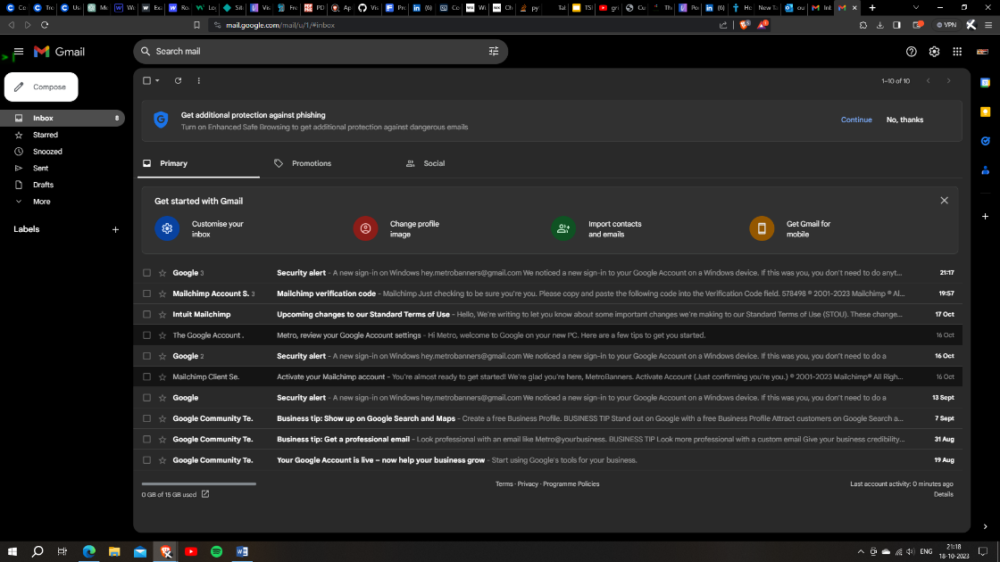 mail.google.com/mail/u/1/#inbox
VPN
Gmail
Search mail
Compose
Inbox 8
Starred
Snoozed
Sent
Drafts
More
Labels
1–10 of 10
Get additional protection against phishing
Turn on Enhanced Safe Browsing to get additional protection against dangerous emails
Continue
No, thanks
Primary
Promotions
Social
Get started with Gmail
Customise your
inbox
Change profile
image
Import contacts
and emails
Get Gmail for
mobile
Google 3 Security alert - A new sign-in on Windows hey.metrobanners@gmail.com We noticed a new sign-in to your Google Account on a Windows device. If this was you, you don't need to do anyt... 21:17
Mailchimp Account S. 3 Mailchimp verification code - Mailchimp Just checking to be sure you're you. Please copy and paste the following code into the Verification Code field. 578498 © 2001-2023 Mailchimp ® Al... 19:57
Intuit Mailchimp Upcoming changes to our Standard Terms of Use - Hello, We're writing to let you know about some important changes we're making to our Standard Terms of Use (STOU). These change... 17 Oct
The Google Account . Metro, review your Google Account settings - Hi Metro, welcome to Google on your new PC. Here are a few tips to get you started. 16 Oct
Google 2 Security alert - A new sign-in on Windows hey.metrobanners@gmail.com We noticed a new sign-in to your Google Account on a Windows device. If this was you, you don't need to do a 16 Oct
Mailchimp Client Se. Activate your Mailchimp account - You're almost ready to get started! We're glad you're here, MetroBanners. Activate Account (Just confirming you're you.) © 2001-2023 Mailchimp® All Righ... 16 Oct
Google Security alert - A new sign-in on Windows hey.metrobanners@gmail.com We noticed a new sign-in to your Google Account on a Windows device. If this was you, you don't need to do a 13 Sept
Google Community Te. Business tip: Show up on Google Search and Maps - Create a free Business Profile. BUSINESS TIP Stand out on Google with a free Business Profile Attract customers on Google Search a... 7 Sept
Google Community Te. Business tip: Get a professional email - Look professional with an email like Metro@yourbusiness. BUSINESS TIP Look more professional with a custom email Give your business credibility... 31 Aug
Google Community Te. Your Google Account is live – now help your business grow - Start using Google's tools for your business. 19 Aug
0 GB of 15 GB used
Terms · Privacy · Programme Policies
Last account activity: 0 minutes ago
Details
ENG
21:18
18-10-2023